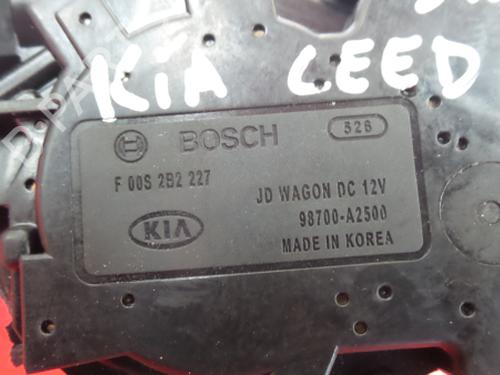 KiA CEED
BOSCH 526
F 00S 2B2 227
JD WAGON DC 12V
KIA 98700-A2500
MADE IN KOREA